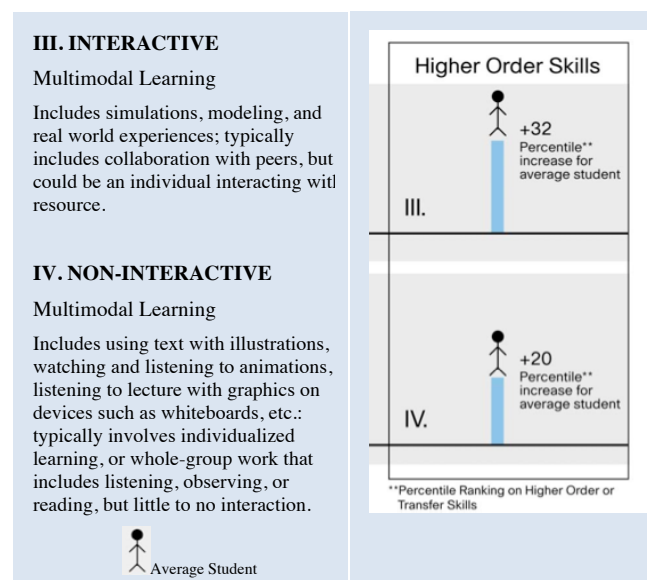 III. INTERACTIVE
Multimodal Learning
Includes simulations, modeling, and
real world experiences; typically
includes collaboration with peers, but
could be an individual interacting with
resource.
IV. NON-INTERACTIVE
Multimodal Learning
Includes using text with illustrations,
watching and listening to animations,
listening to lecture with graphics on
devices such as whiteboards, etc.:
typically involves individualized
learning, or whole-group work that
includes listening, observing, or
reading, but little to no interaction.
Average Student
Higher Order Skills
+32
Percentile**
increase for
average student
III.
+20
Percentile**
increase for
average student
IV.
**Percentile Ranking on Higher Order or
Transfer Skills